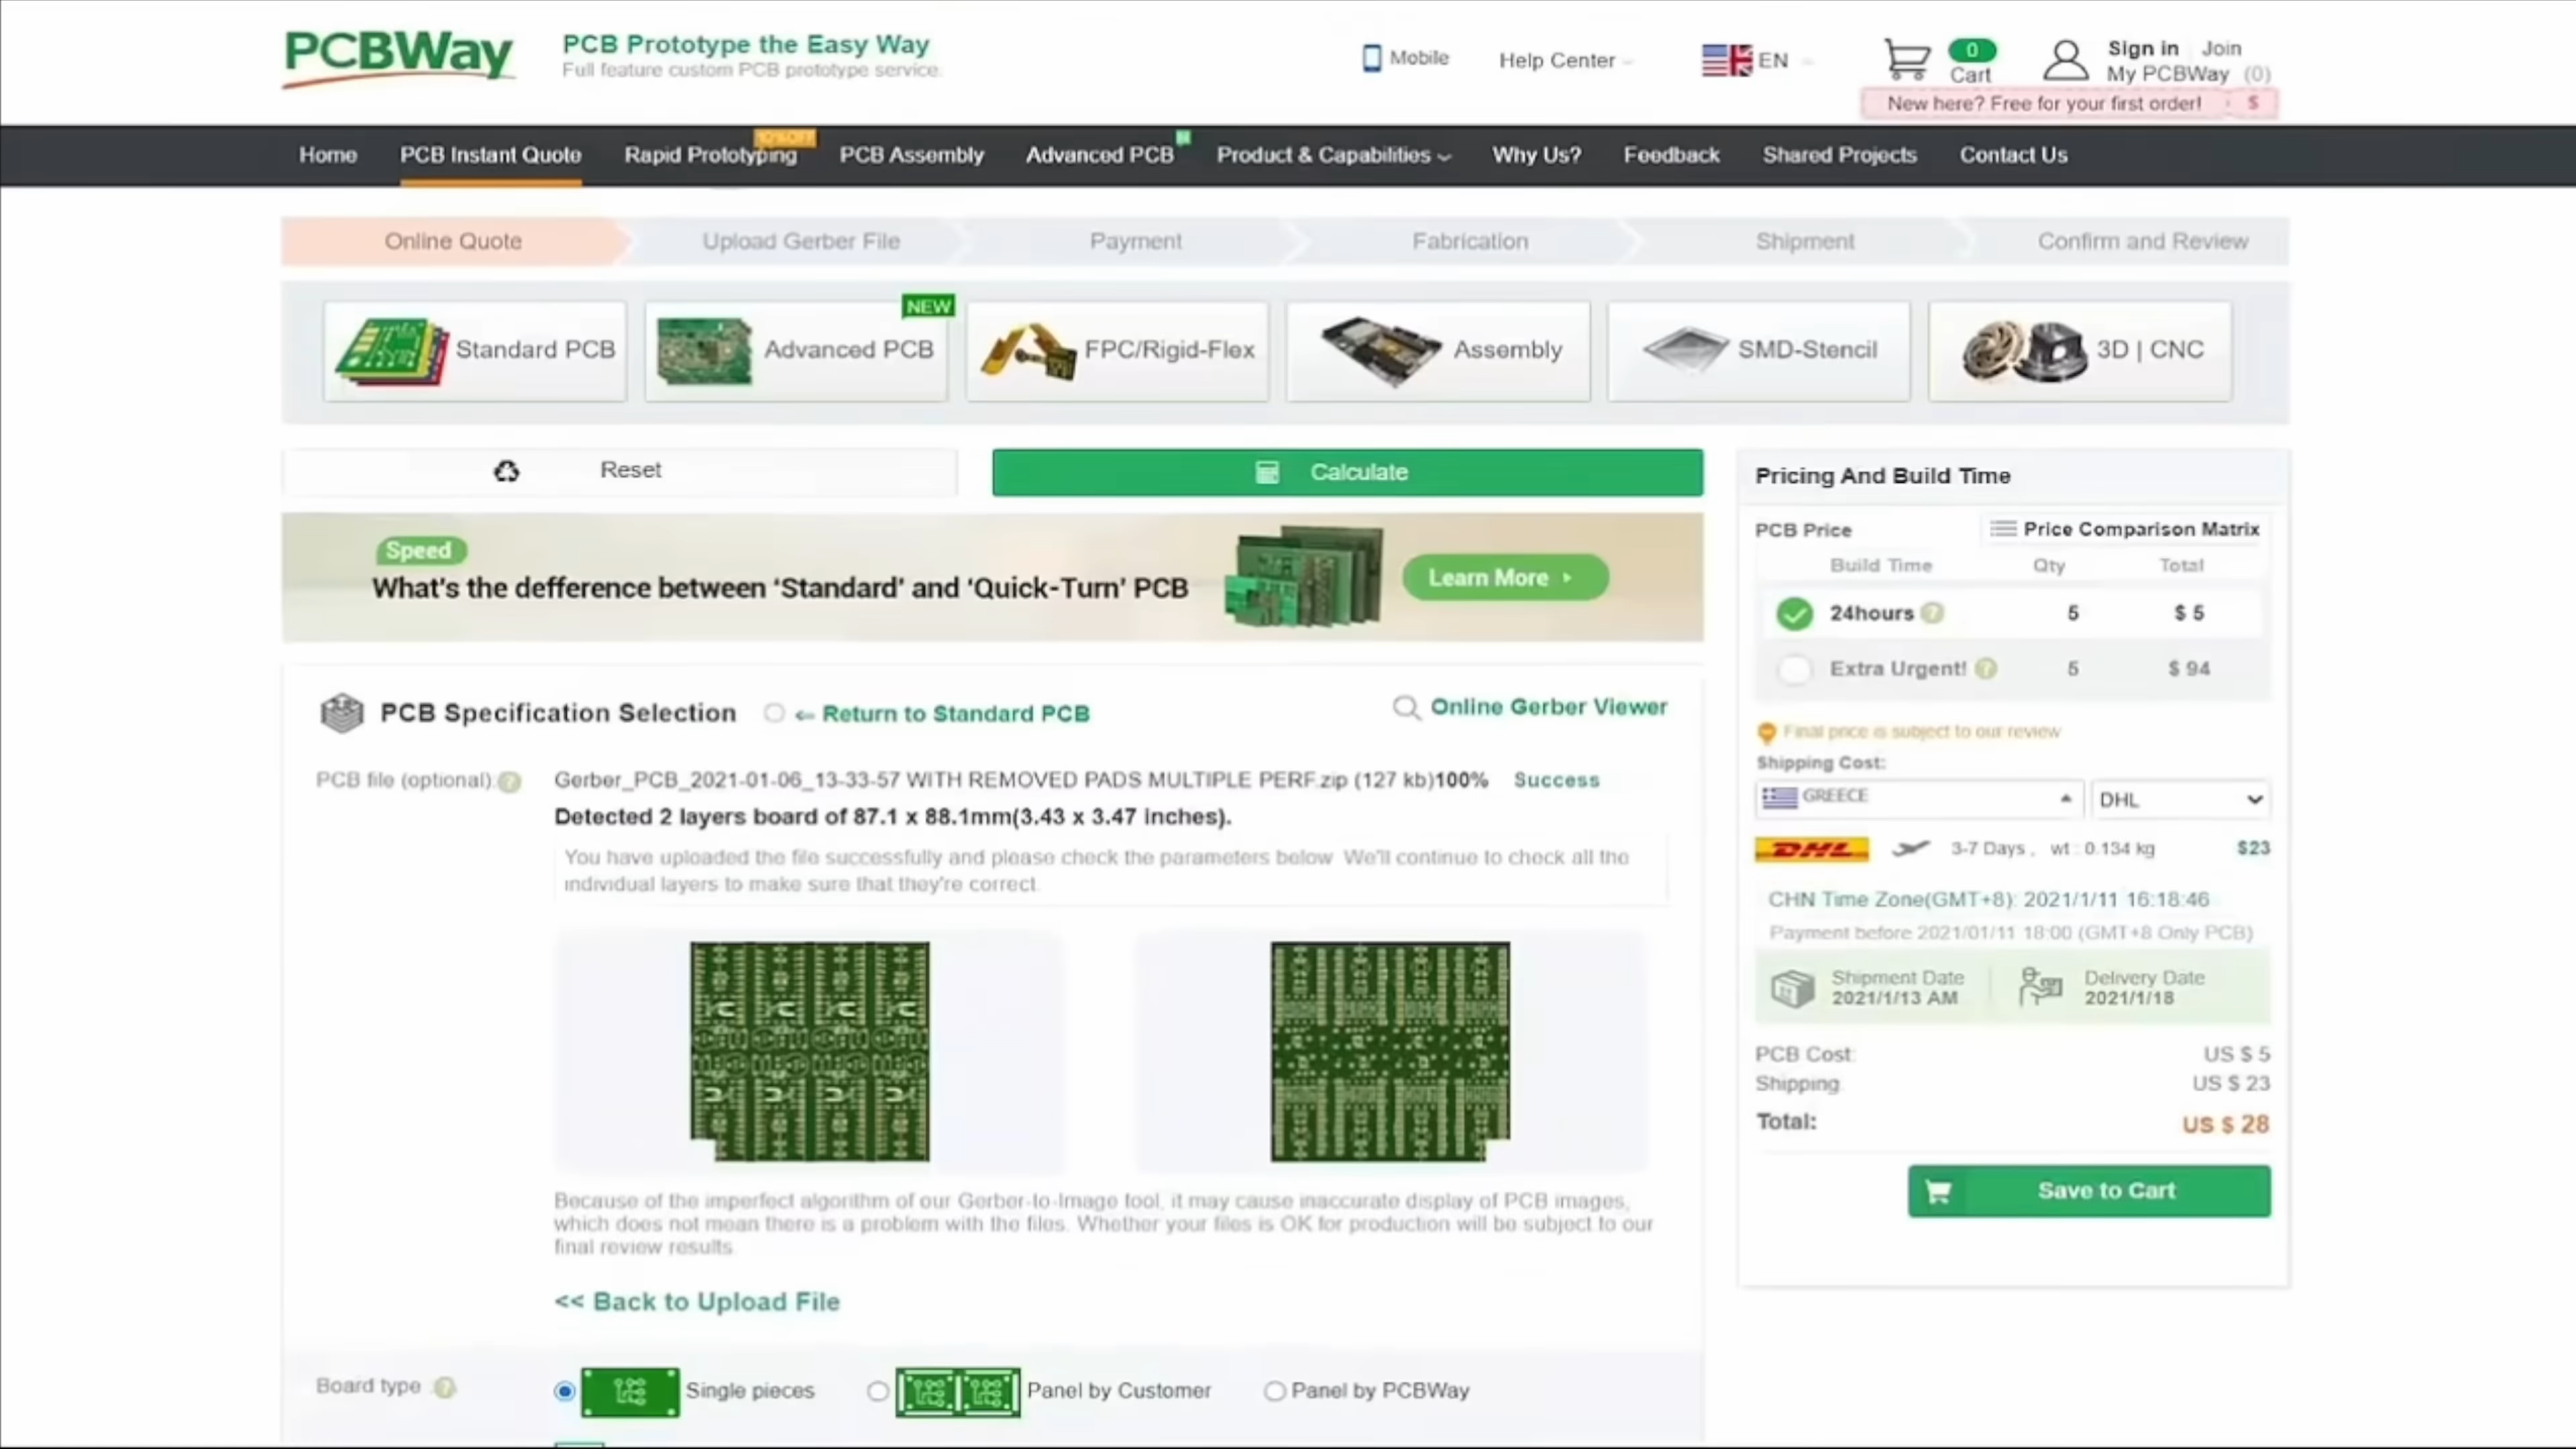 PCBWay
PCB Prototype the Easy Way
Full feature custom PCB prototype service.
Mobile
Help Center
EN
0
Cart
Sign in Join
My PCBWay (0)
New here? Free for your first order! $
Home PCB Instant Quote Rapid Prototyping PCB Assembly Advanced PCB Product & Capabilities Why Us? Feedback Shared Projects Contact Us
Online Quote Upload Gerber File Payment Fabrication Shipment Confirm and Review
Standard PCB
NEW
Advanced PCB
FPC/Rigid-Flex
Assembly
SMD-Stencil
3D | CNC
Reset
Calculate
Speed
What's the defference between ‘Standard’ and ‘Quick-Turn’ PCB
Learn More
PCB Specification Selection
Return to Standard PCB
Online Gerber Viewer
PCB file (optional) ?
Gerber_PCB_2021-01-06_13-33-57 WITH REMOVED PADS MULTIPLE PERF.zip (127 kb)100% Success
Detected 2 layers board of 87.1 x 88.1mm(3.43 x 3.47 inches).
You have uploaded the file successfully and please check the parameters below. We'll continue to check all the
individual layers to make sure that they're correct.
Because of the imperfect algorithm of our Gerber-to-Image tool, it may cause inaccurate display of PCB images,
which does not mean there is a problem with the files. Whether your files is OK for production will be subject to our
final review results.
<< Back to Upload File
Board type ?
Single pieces
Panel by Customer
Panel by PCBWay
Pricing And Build Time
PCB Price
Price Comparison Matrix
Build Time Qty Total
24hours ? 5 $ 5
Extra Urgent! ? 5 $ 94
Final price is subject to our review
Shipping Cost:
GREECE
DHL
DHL 3-7 Days , wt : 0.134 kg $23
CHN Time Zone(GMT+8): 2021/1/11 16:18:46
Payment before 2021/01/11 18:00 (GMT+8 Only PCB)
Shipment Date
2021/1/13 AM
Delivery Date
2021/1/18
PCB Cost: US $ 5
Shipping: US $ 23
Total: US $ 28
Save to Cart